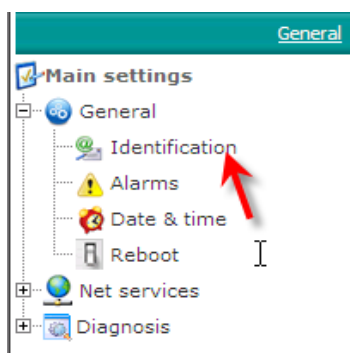 General
Main settings
General
Identification
Alarms
Date & time
Reboot
Net services
Diagnosis